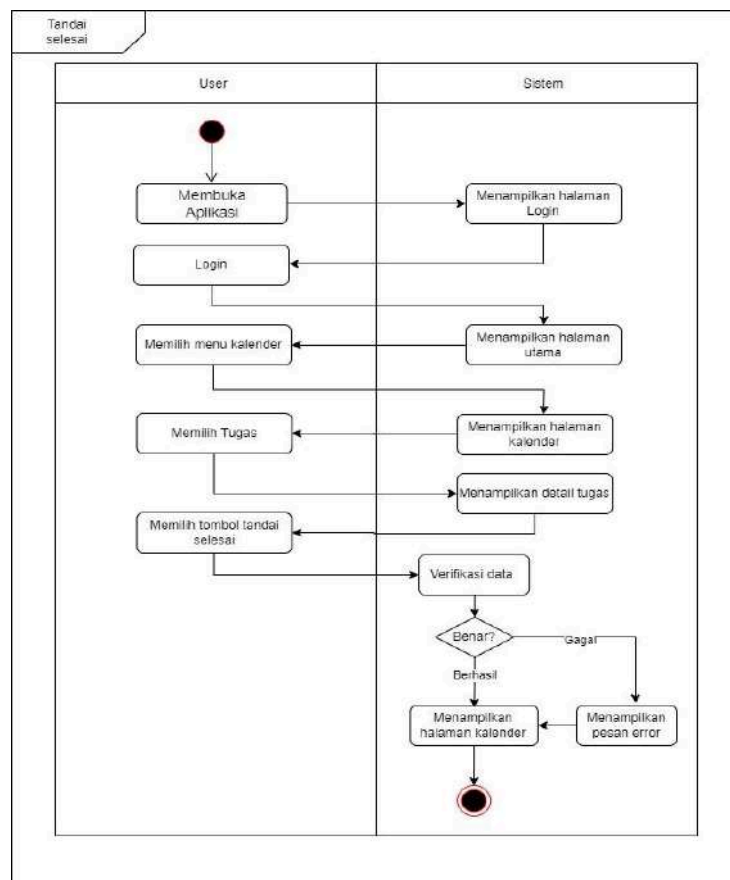 Tandai
selesai
User
Sistem
Membuka
Aplikasi
Menampilkan halaman
Login
Login
Menampilkan halaman
utama
Memilih menu kalender
Menampilkan halaman
kalender
Memilih Tugas
Menampilkan detail tugas
Memilih tombol tandai
selesai
Verifikasi data
Benar?
Gagal
Berhasil
Menampilkan
halaman kalender
Menampilkan
pesan error